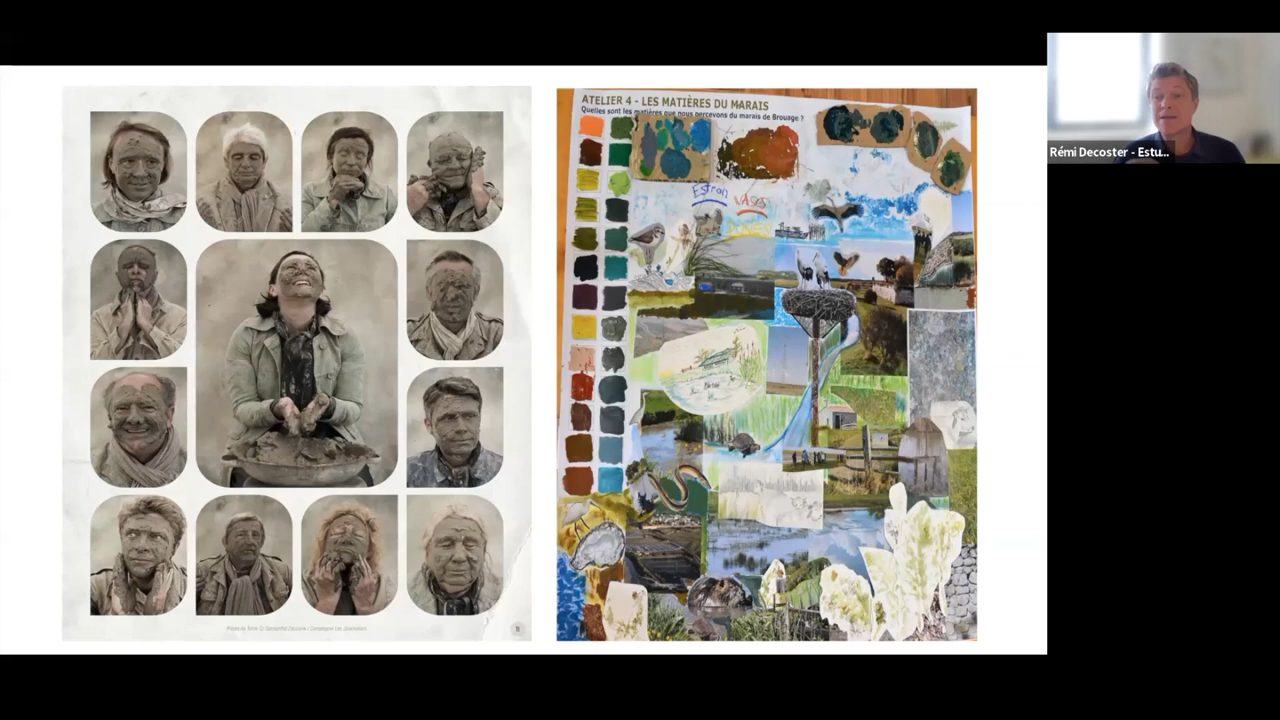 ATELIER 4 - LES MATIÈRES DU MARAIS
Quelles sont les matières que nous percevons du marais de Brouage ?
Estran
VASES
Rémi Decoster - Estu...